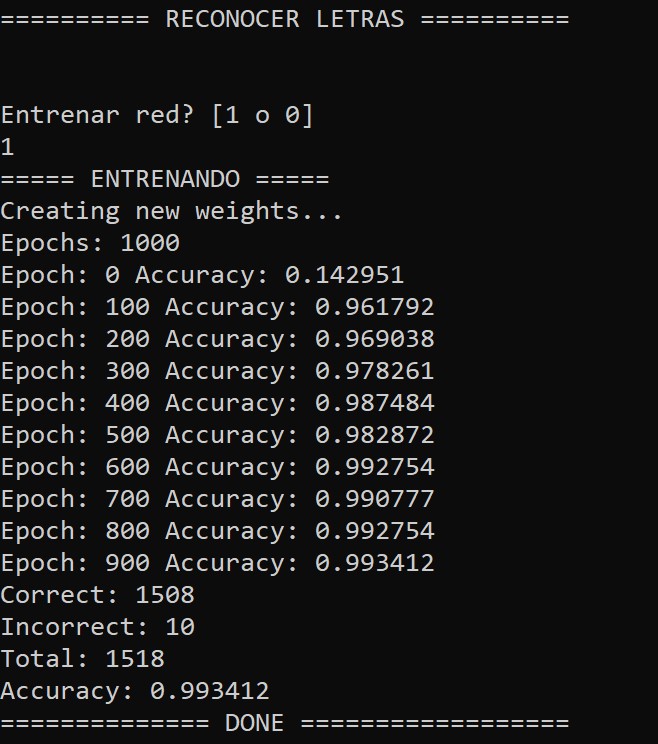 ========== RECONOCER LETRAS ==========
Entrenar red? [1 o 0]
1
===== ENTRENANDO =====
Creating new weights...
Epochs: 1000
Epoch: 0 Accuracy: 0.142951
Epoch: 100 Accuracy: 0.961792
Epoch: 200 Accuracy: 0.969038
Epoch: 300 Accuracy: 0.978261
Epoch: 400 Accuracy: 0.987484
Epoch: 500 Accuracy: 0.982872
Epoch: 600 Accuracy: 0.992754
Epoch: 700 Accuracy: 0.990777
Epoch: 800 Accuracy: 0.992754
Epoch: 900 Accuracy: 0.993412
Correct: 1508
Incorrect: 10
Total: 1518
Accuracy: 0.993412
============== DONE ==================